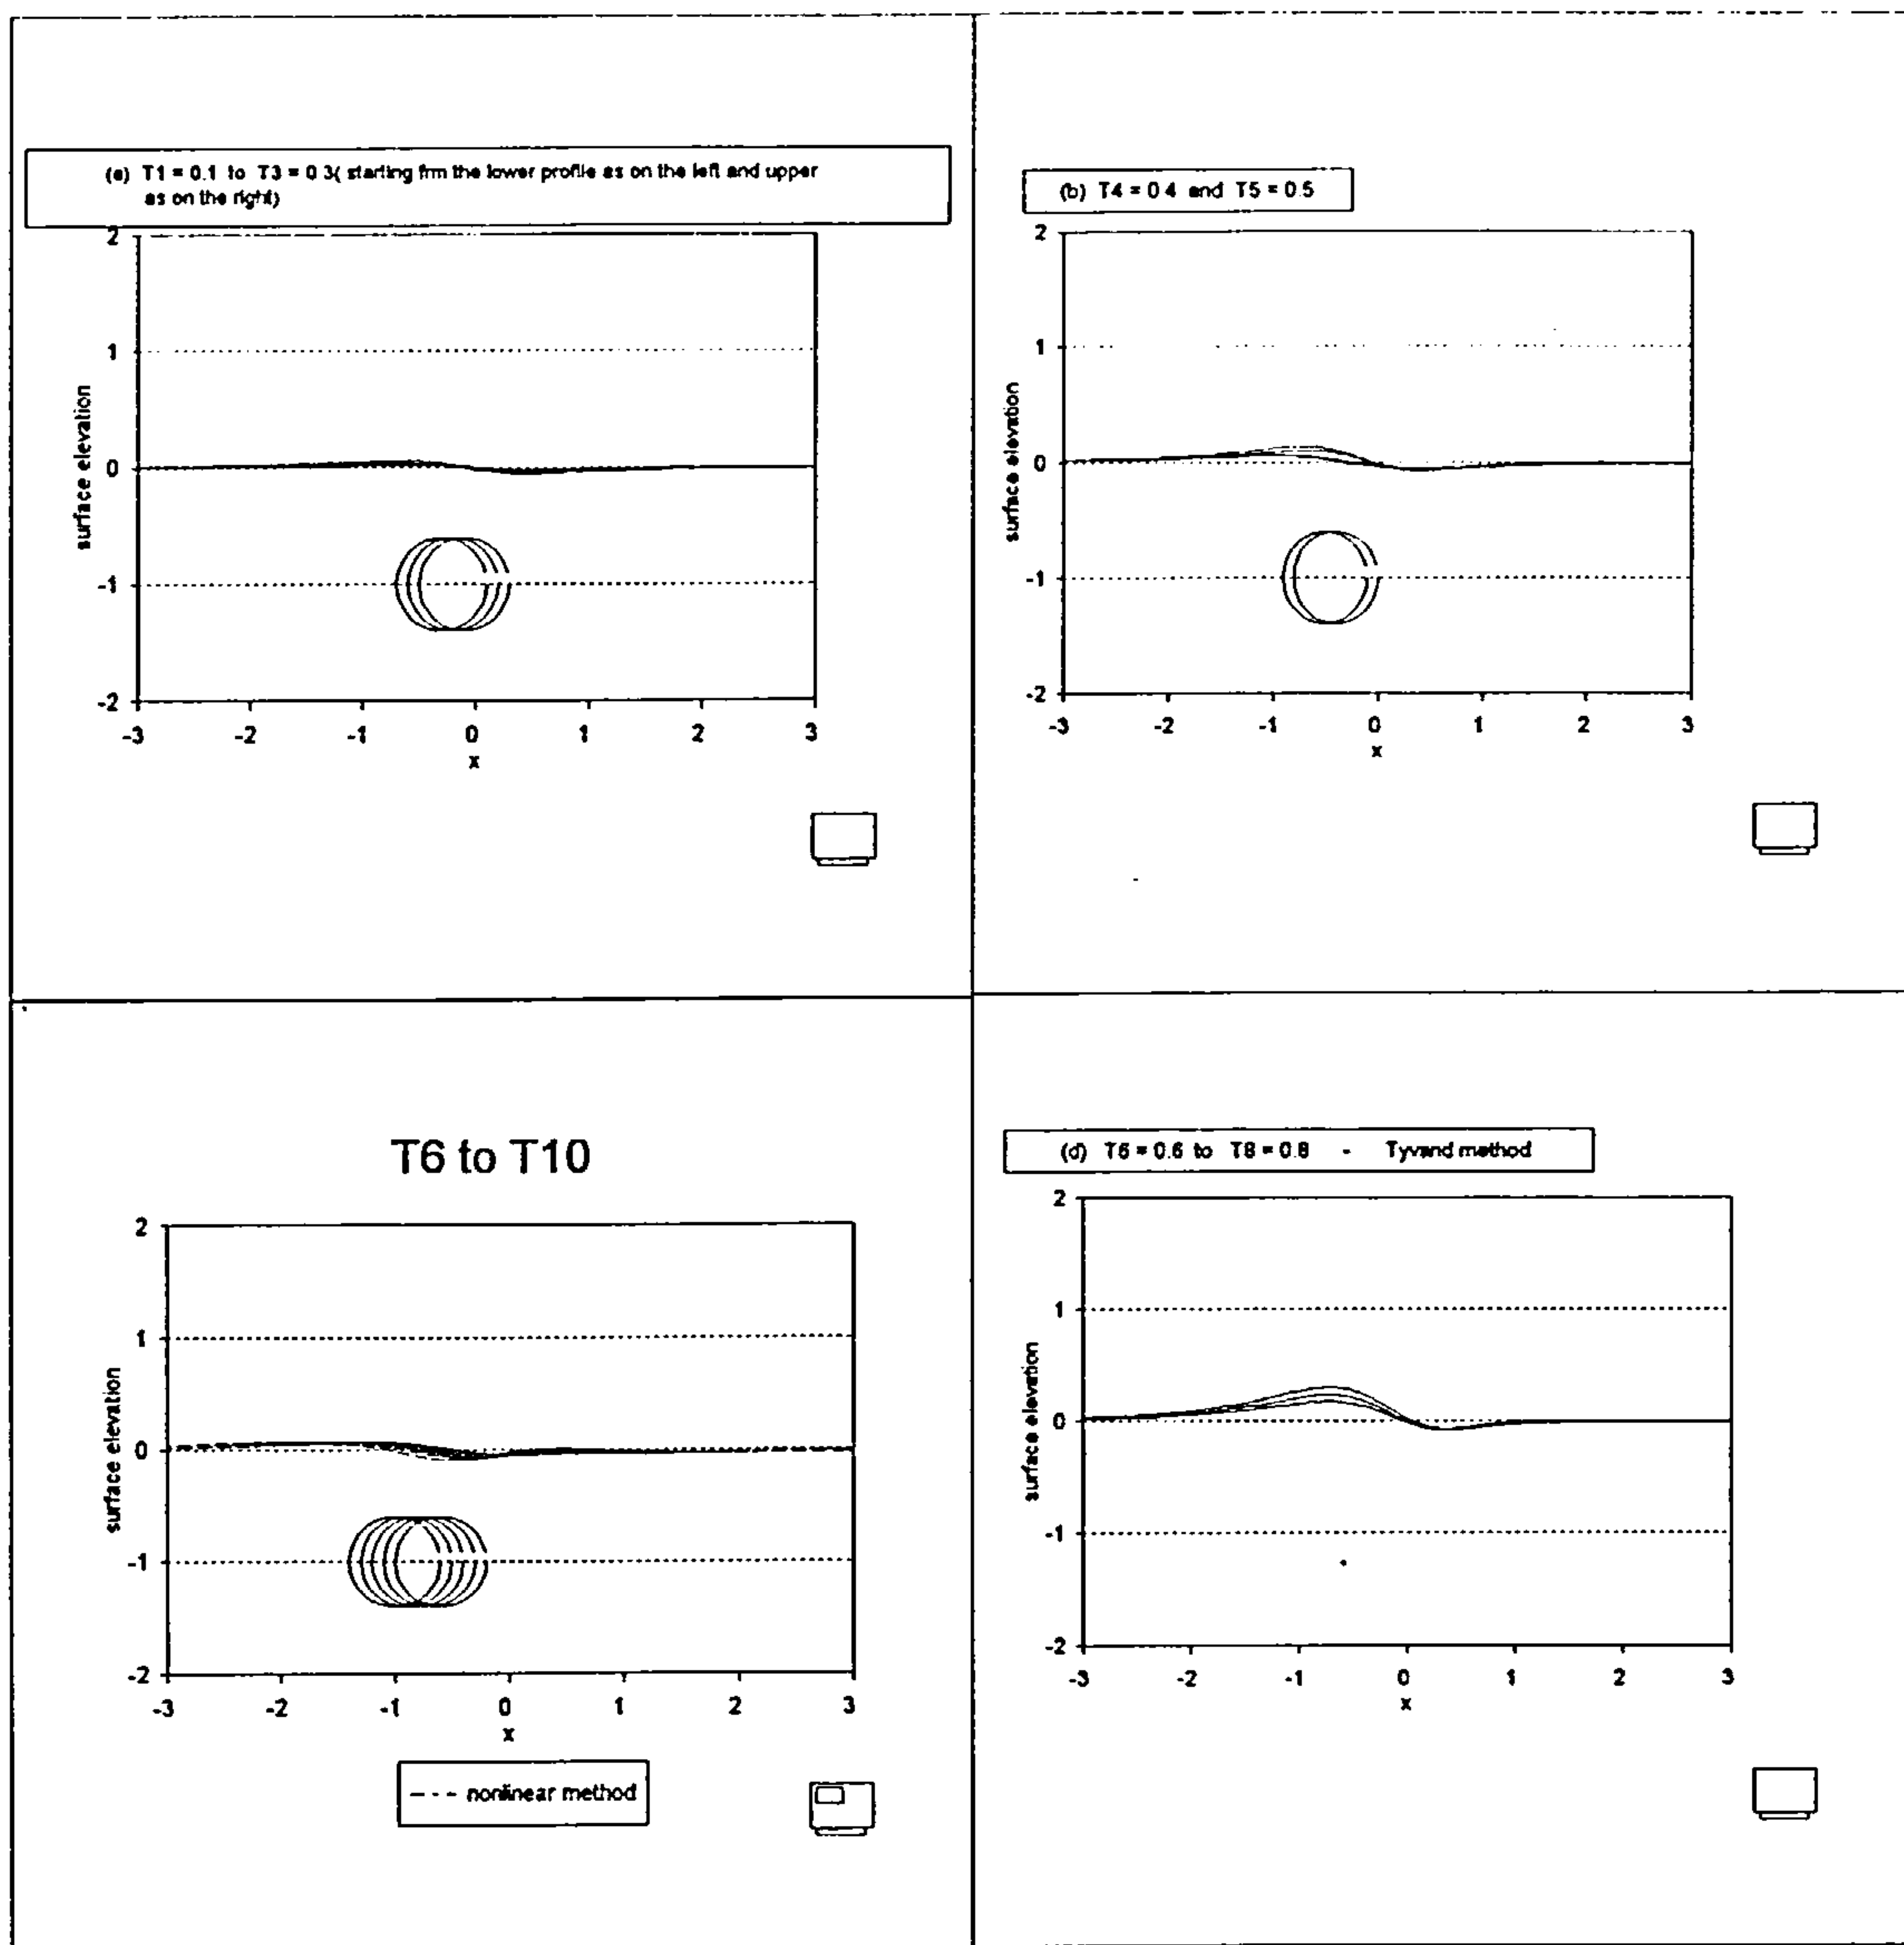 (a) T1 = 0.1 to T3 = 0 3( starting frm the lower profile as on the left and upper
as on the right)
2
1
0
-1
-2
surface elevation
-3 -2 -1 0 1 2 3
x
(b) T4 = 0 4 and T5 = 0.5
2
1
0
-1
-2
surface elevation
-3 -2 -1 0 1 2 3
x
T6 to T10
2
1
0
-1
-2
surface elevation
-3 -2 -1 0 1 2 3
x
--- nonlinear method
(d) T6 = 0.6 to T8 = 0.8 - Tyvand method
2
1
0
-1
-2
surface elevation
-3 -2 -1 0 1 2 3
x